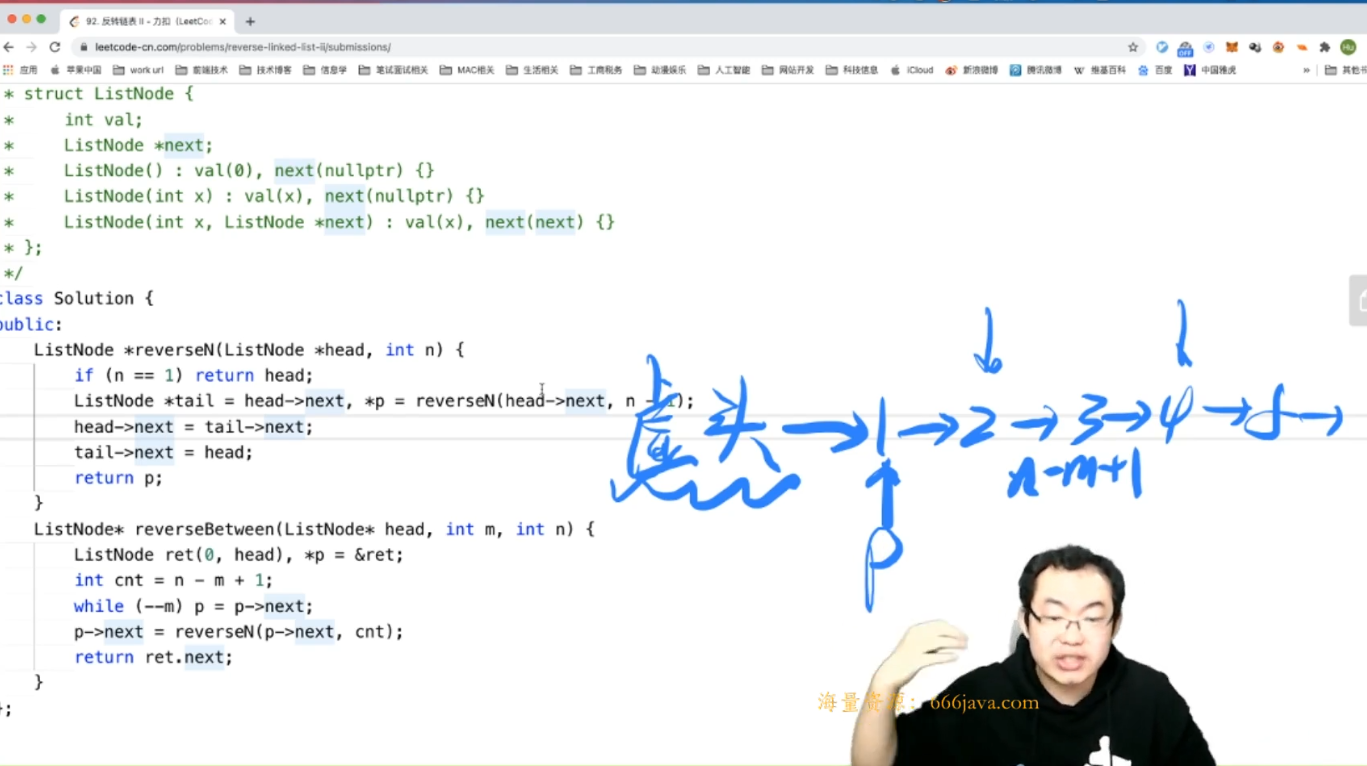 92. 反转链表 II - 力扣 (LeetCo
leetcode-cn.com/problems/reverse-linked-list-ii/submissions/
应用 苹果中国 work url 前端技术 技术博客 信息学 笔试面试相关 MAC相关 生活相关 工商税务 动漫娱乐 人工智能 网站开发 科技信息 iCloud 新浪微博 腾讯微博 维基百科 百度 中国雅虎 » 其他书
* struct ListNode {
*     int val;
*     ListNode *next;
*     ListNode() : val(0), next(nullptr) {}
*     ListNode(int x) : val(x), next(nullptr) {}
*     ListNode(int x, ListNode *next) : val(x), next(next) {}
* };
*/
class Solution {
public:
    ListNode *reverseN(ListNode *head, int n) {
        if (n == 1) return head;
        ListNode *tail = head->next, *p = reverseN(head->next, n - 1);
        head->next = tail->next;
        tail->next = head;
        return p;
    }
    ListNode* reverseBetween(ListNode* head, int m, int n) {
        ListNode ret(0, head), *p = &ret;
        int cnt = n - m + 1;
        while (--m) p = p->next;
        p->next = reverseN(p->next, cnt);
        return ret.next;
    }
};
虚头 → 1 → 2 → 3 → 4 → 5 →
n-m+1
p
海量资源：666java.com